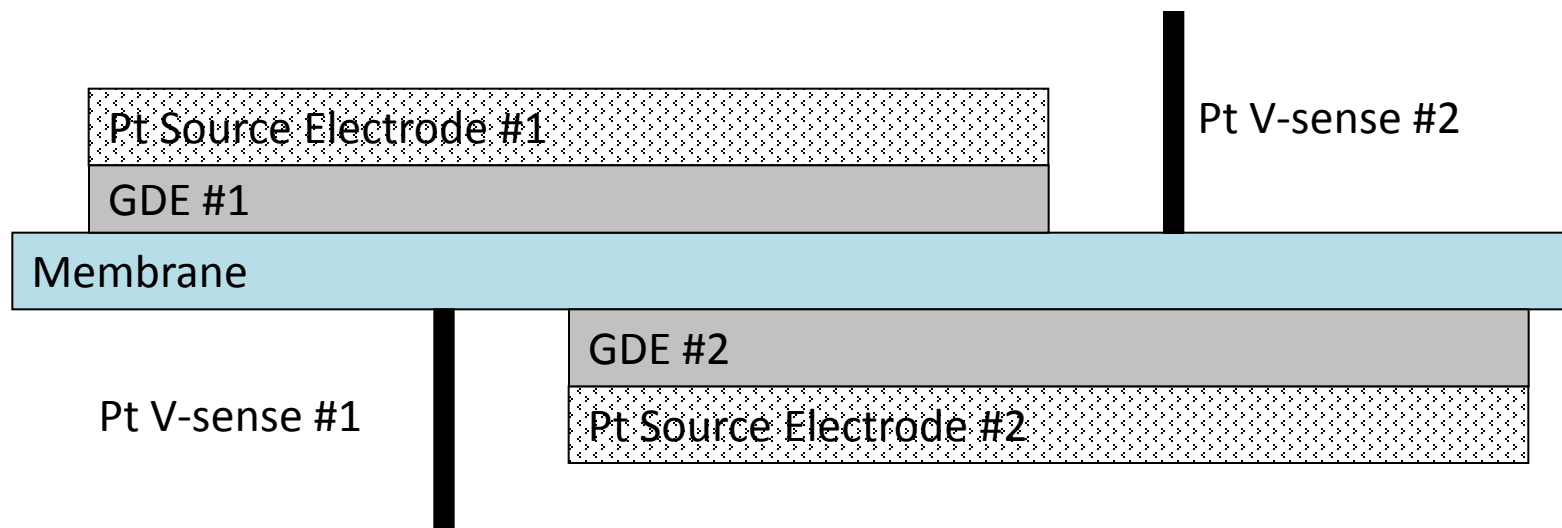 Pt Source Electrode #1
Pt V-sense #2
GDE #1
Membrane
GDE #2
Pt V-sense #1
Pt Source Electrode #2